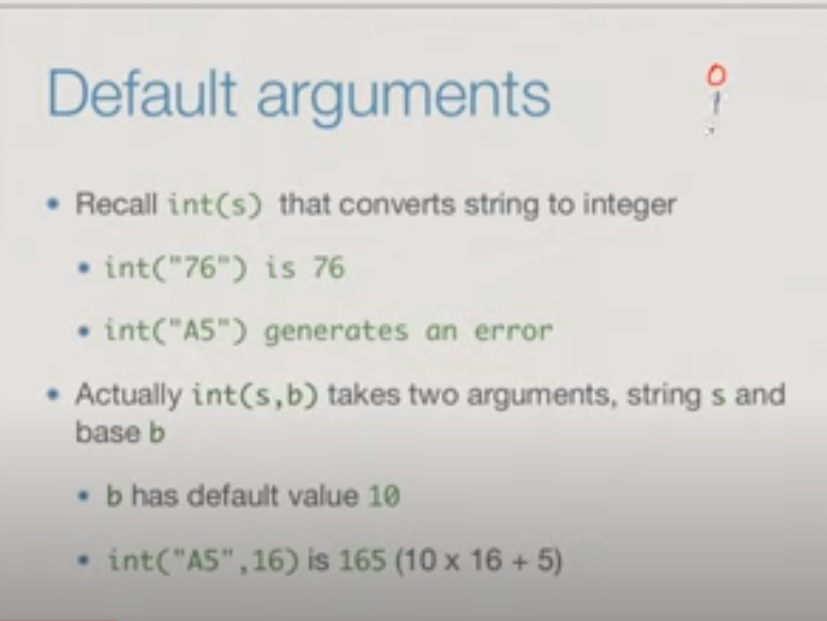 Default arguments
0
1
• Recall int(s) that converts string to integer
• int("76") is 76
• int("A5") generates an error
• Actually int(s,b) takes two arguments, string s and
base b
• b has default value 10
• int("A5",16) is 165 (10 x 16 + 5)